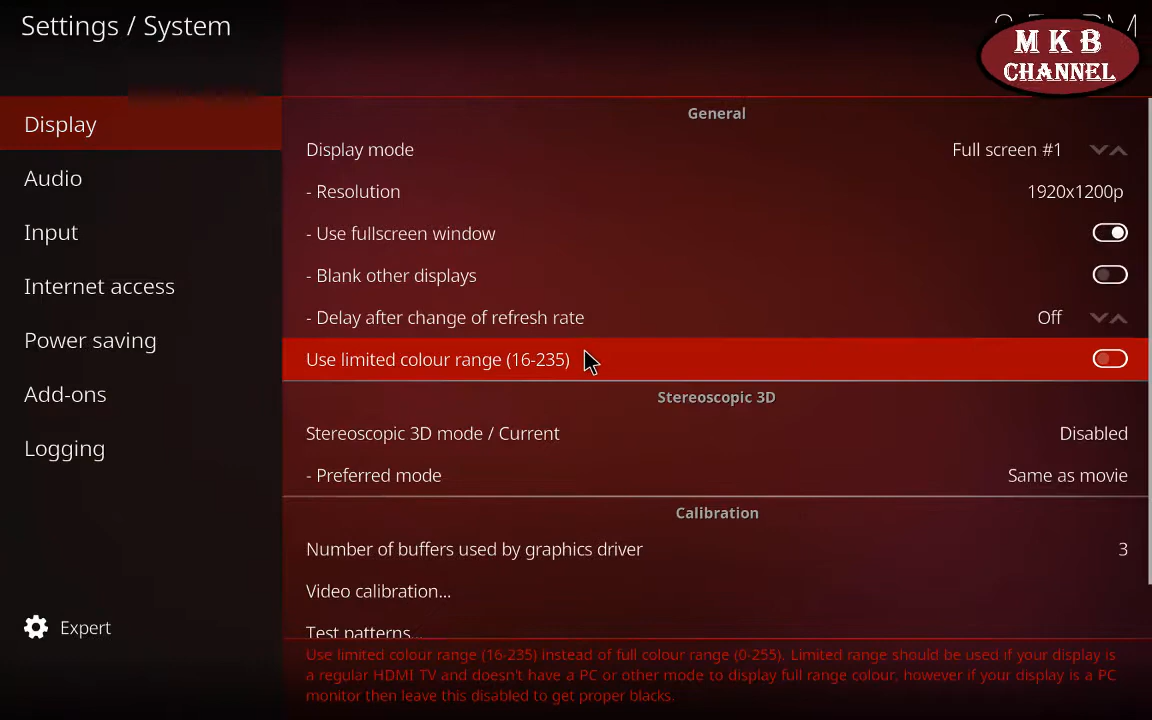 Settings / System
M K B
CHANNEL
Display
Audio
Input
Internet access
Power saving
Add-ons
Logging
Expert
General
Display mode Full screen #1
- Resolution 1920x1200p
- Use fullscreen window
- Blank other displays
- Delay after change of refresh rate Off
Use limited colour range (16-235)
Stereoscopic 3D
Stereoscopic 3D mode / Current Disabled
- Preferred mode Same as movie
Calibration
Number of buffers used by graphics driver 3
Video calibration...
Test patterns...
Use limited colour range (16-235) instead of full colour range (0-255). Limited range should be used if your display is
a regular HDMI TV and doesn't have a PC or other mode to display full range colour, however if your display is a PC
monitor then leave this disabled to get proper blacks.